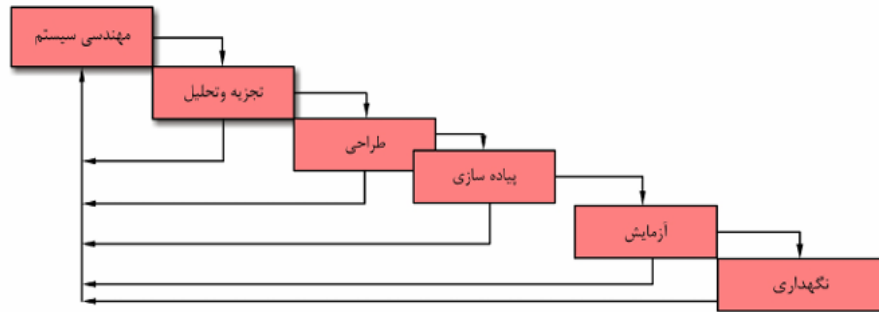 مهندسی سیستم
تجزیه وتحلیل
طراحی
پیاده سازی
آزمایش
نگهداری